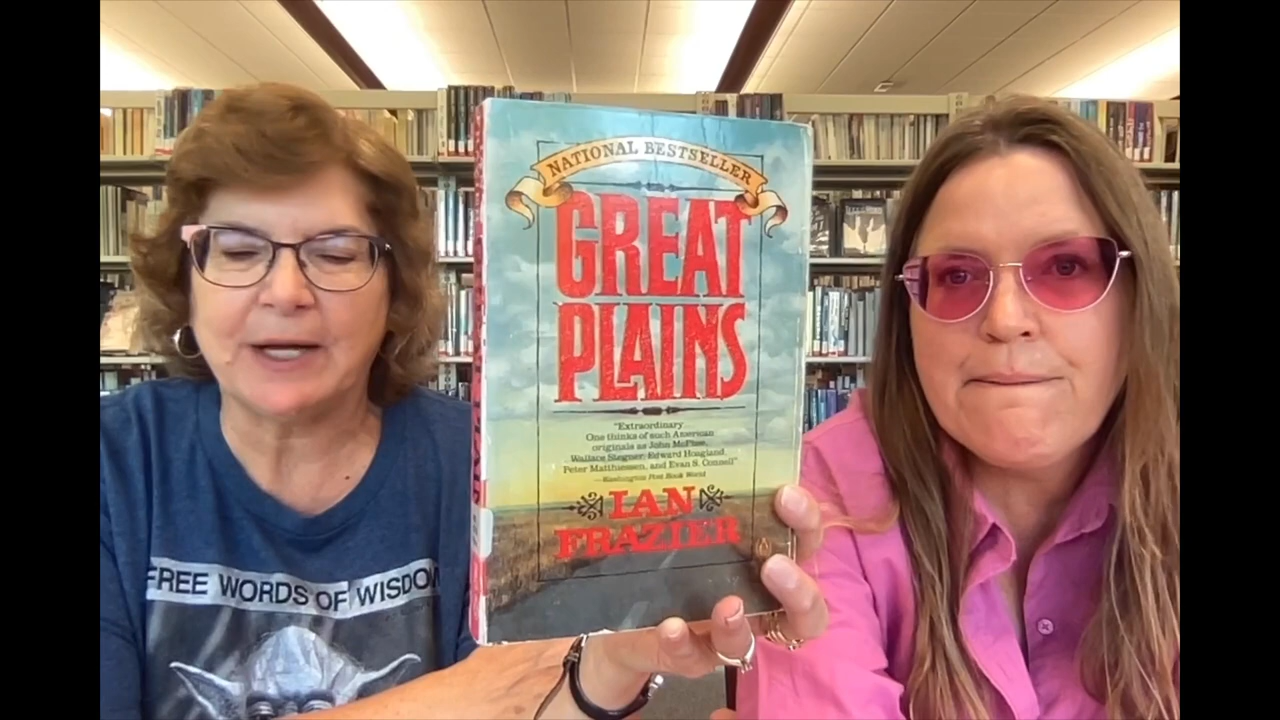 NATIONAL BESTSELLER
GREAT
PLAINS
"Extraordinary
One thinks of such American
originals as John McPhee,
Wallace Stegner, Edward Hoagland,
Peter Matthiessen, and Evan S. Connell"
—Washington Post Book World
IAN
FRAZIER
FREE WORDS OF WISDOM